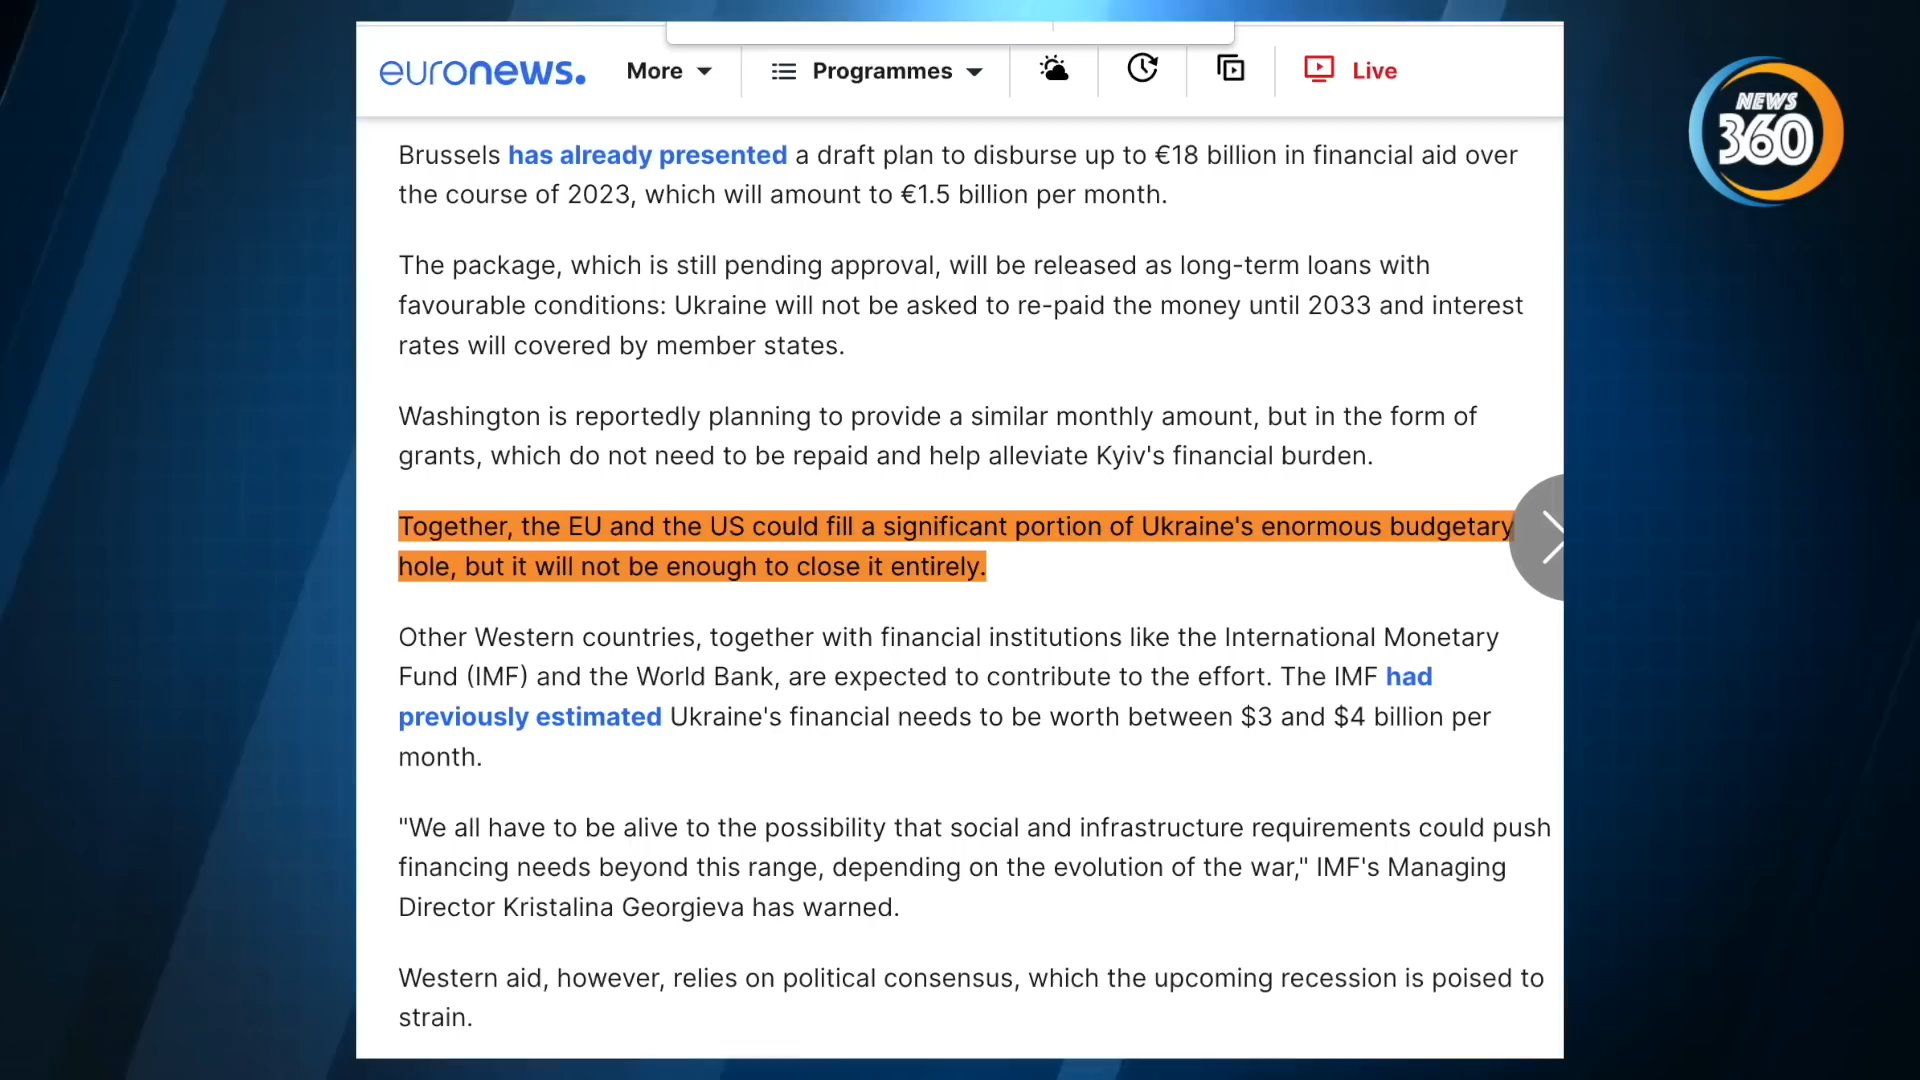 euronews.
More
Programmes
Live
NEWS
360
Brussels has already presented a draft plan to disburse up to €18 billion in financial aid over
the course of 2023, which will amount to €1.5 billion per month.
The package, which is still pending approval, will be released as long-term loans with
favourable conditions: Ukraine will not be asked to re-paid the money until 2033 and interest
rates will covered by member states.
Washington is reportedly planning to provide a similar monthly amount, but in the form of
grants, which do not need to be repaid and help alleviate Kyiv's financial burden.
Together, the EU and the US could fill a significant portion of Ukraine's enormous budgetary
hole, but it will not be enough to close it entirely.
Other Western countries, together with financial institutions like the International Monetary
Fund (IMF) and the World Bank, are expected to contribute to the effort. The IMF had
previously estimated Ukraine's financial needs to be worth between $3 and $4 billion per
month.
"We all have to be alive to the possibility that social and infrastructure requirements could push
financing needs beyond this range, depending on the evolution of the war," IMF's Managing
Director Kristalina Georgieva has warned.
Western aid, however, relies on political consensus, which the upcoming recession is poised to
strain.